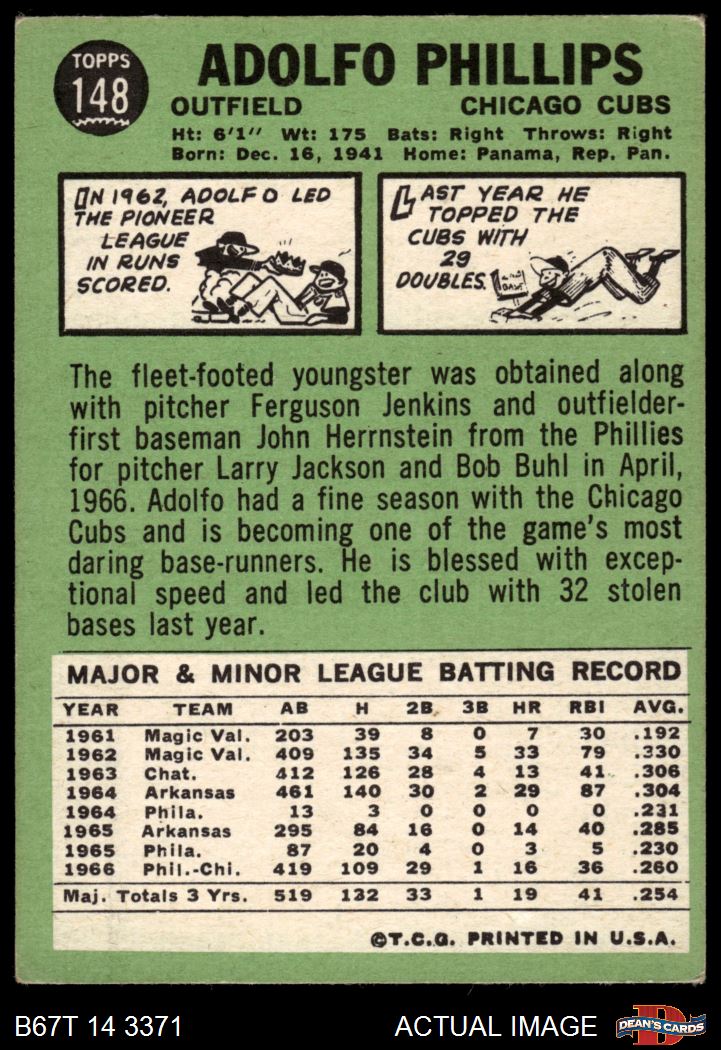 TOPPS
148
ADOLFO PHILLIPS
OUTFIELD CHICAGO CUBS
Ht: 6'1" Wt: 175 Bats: Right Throws: Right
Born: Dec. 16, 1941 Home: Panama, Rep. Pan.
IN 1962, ADOLFO LED
THE PIONEER
LEAGUE
IN RUNS
SCORED.
LAST YEAR HE
TOPPED THE
CUBS WITH
29
DOUBLES.
2ND
BASE
The fleet-footed youngster was obtained along
with pitcher Ferguson Jenkins and outfielder-
first baseman John Herrnstein from the Phillies
for pitcher Larry Jackson and Bob Buhl in April,
1966. Adolfo had a fine season with the Chicago
Cubs and is becoming one of the game's most
daring base-runners. He is blessed with excep-
tional speed and led the club with 32 stolen
bases last year.
MAJOR & MINOR LEAGUE BATTING RECORD
YEAR TEAM AB H 2B 3B HR RBI AVG.
1961 Magic Val. 203 39 8 0 7 30 .192
1962 Magic Val. 409 135 34 5 33 79 .330
1963 Chat. 412 126 28 4 13 41 .306
1964 Arkansas 461 140 30 2 29 87 .304
1964 Phila. 13 3 0 0 0 0 .231
1965 Arkansas 295 84 16 0 14 40 .285
1965 Phila. 87 20 4 0 3 5 .230
1966 Phil.-Chi. 419 109 29 1 16 36 .260
Maj. Totals 3 Yrs. 519 132 33 1 19 41 .254
©T.C.G. PRINTED IN U.S.A.
B67T 14 3371 ACTUAL IMAGE
D
DEAN'S CARDS